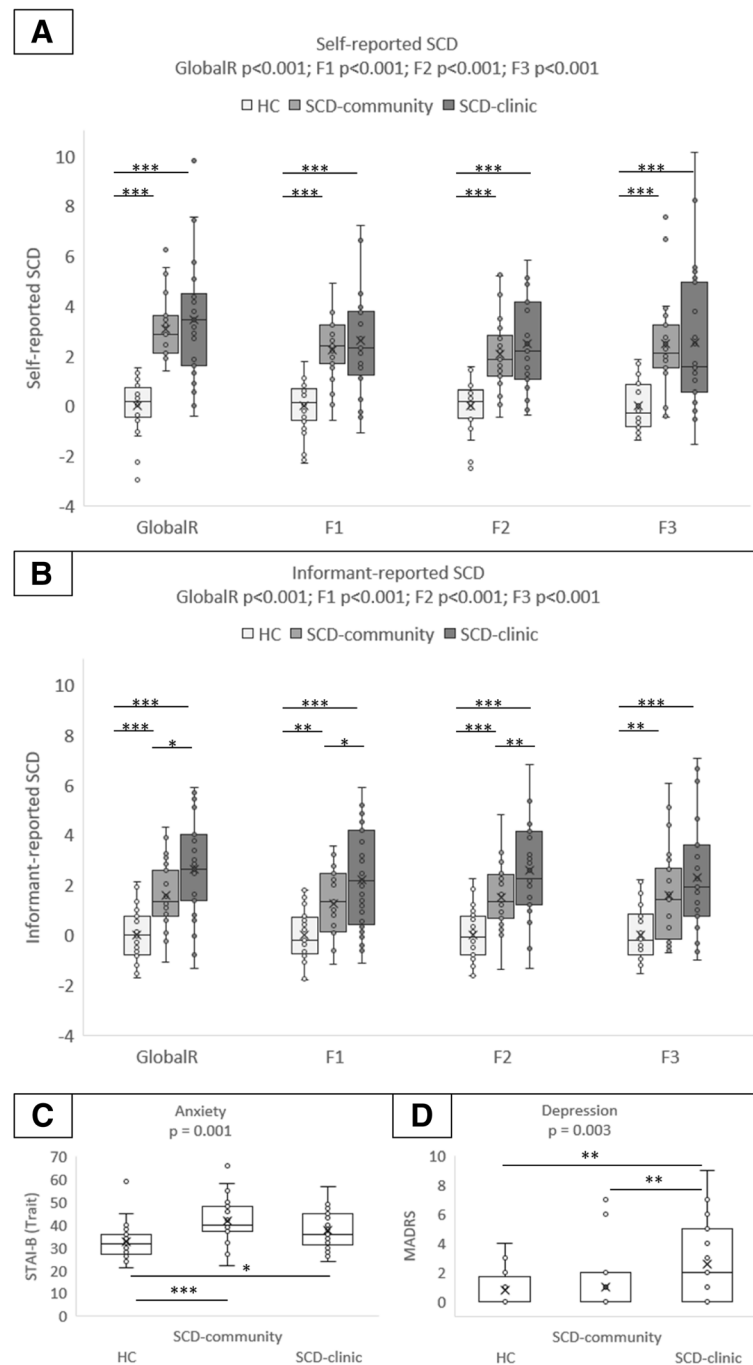 A
Self-reported SCD
GlobalR p<0.001; F1 p<0.001; F2 p<0.001; F3 p<0.001
HC SCD-community SCD-clinic
Self-reported SCD
10
8
6
4
2
0
-2
-4
*** *** *** ***
*** *** *** ***
GlobalR F1 F2 F3
B
Informant-reported SCD
GlobalR p<0.001; F1 p<0.001; F2 p<0.001; F3 p<0.001
HC SCD-community SCD-clinic
Informant-reported SCD
10
8
6
4
2
0
-2
-4
*** *** *** ***
*** ** *** **
* * **
GlobalR F1 F2 F3
C
Anxiety
p = 0.001
STAI-B (Trait)
70
60
50
40
30
20
10
0
*
***
SCD-community
HC SCD-clinic
D
Depression
p = 0.003
MADRS
10
8
6
4
2
0
**
**
SCD-community
HC SCD-clinic